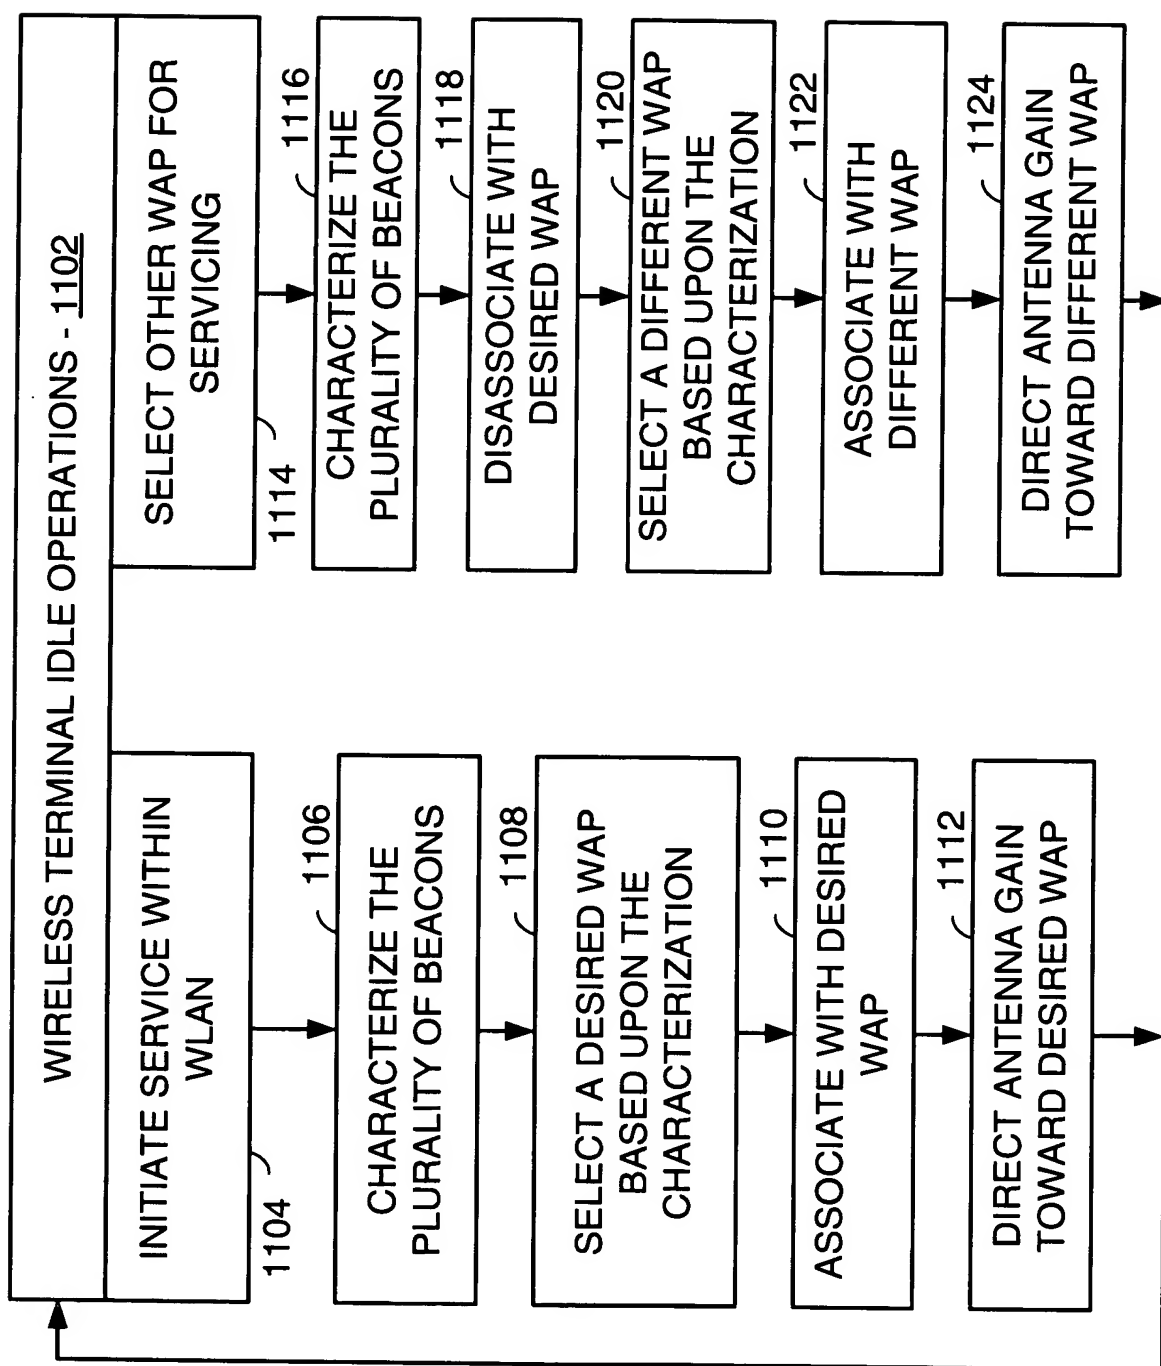 WIRELESS TERMINAL IDLE OPERATIONS - 1102
INITIATE SERVICE WITHIN
WLAN
1104
1106
CHARACTERIZE THE
PLURALITY OF BEACONS
1108
SELECT A DESIRED WAP
BASED UPON THE
CHARACTERIZATION
1110
ASSOCIATE WITH DESIRED
WAP
1112
DIRECT ANTENNA GAIN
TOWARD DESIRED WAP
SELECT OTHER WAP FOR
SERVICING
1114
1116
CHARACTERIZE THE
PLURALITY OF BEACONS
1118
DISASSOCIATE WITH
DESIRED WAP
1120
SELECT A DIFFERENT WAP
BASED UPON THE
CHARACTERIZATION
1122
ASSOCIATE WITH
DIFFERENT WAP
1124
DIRECT ANTENNA GAIN
TOWARD DIFFERENT WAP